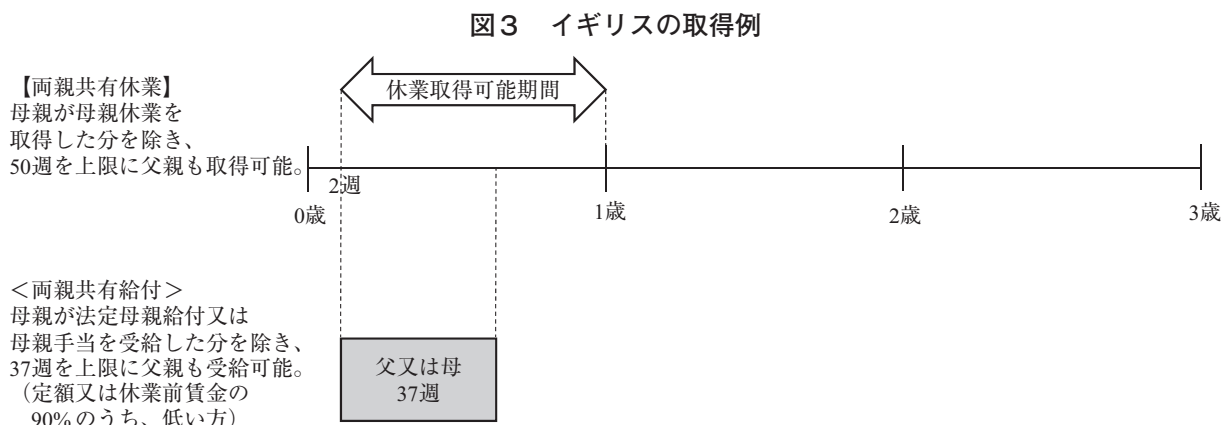 図3 イギリスの取得例
【両親共有休業】
母親が母親休業を
取得した分を除き、
50週を上限に父親も取得可能。
休業取得可能期間
2週
0歳
1歳
2歳
3歳
<両親共有給付>
母親が法定母親給付又は
母親手当を受給した分を除き、
37週を上限に父親も受給可能。
（定額又は休業前賃金の
90%のうち、低い方）
父又は母
37週